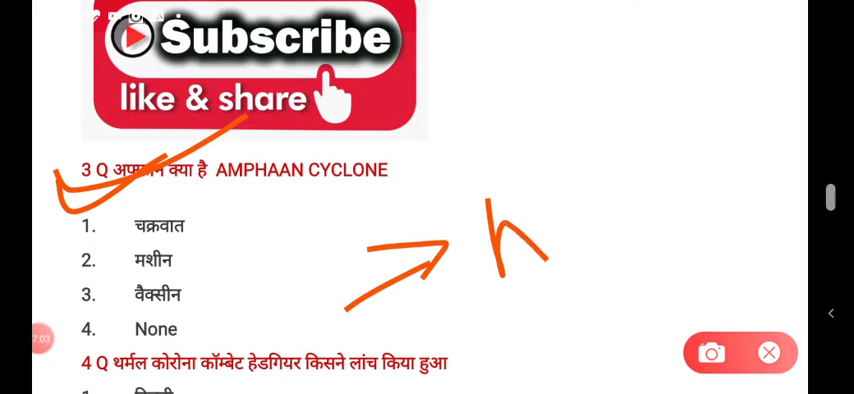 Subscribe
like & share
3 Q क्या है AMPHAAN CYCLONE
1. चक्रवात
2. मशीन
3. वैक्सीन
4. None
4 Q थर्मल कोरोना कॉम्बेट हेडगियर किसने लांच किया हुआ
h